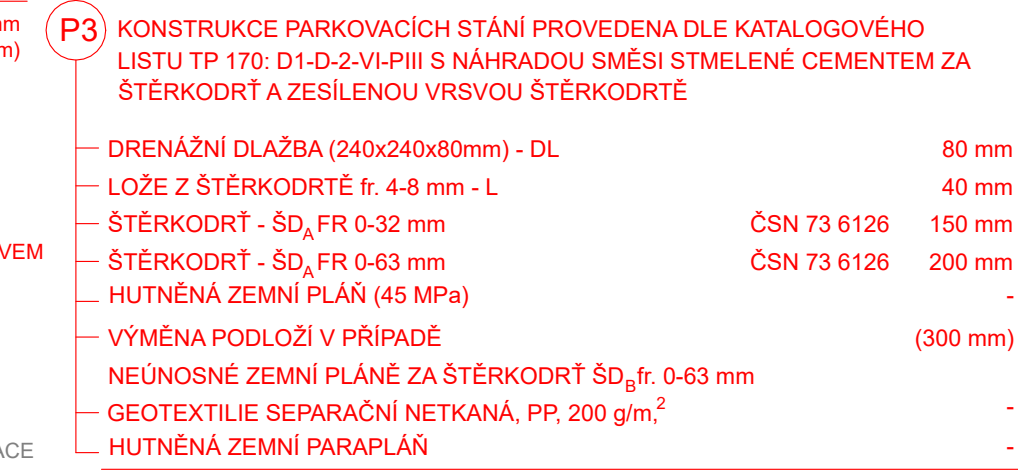 mm
m)
P3
KONSTRUKCE PARKOVACÍCH STÁNÍ PROVEDENA DLE KATALOGOVÉHO
LISTU TP 170: D1-D-2-VI-PIII S NÁHRADOU SMĚSI STMELENÉ CEMENTEM ZA
ŠTĚRKODRŤ A ZESÍLENOU VRSVOU ŠTĚRKODRTĚ
DRENÁŽNÍ DLAŽBA (240x240x80mm) - DL 80 mm
LOŽE Z ŠTĚRKODRTĚ fr. 4-8 mm - L 40 mm
ŠTĚRKODRŤ - ŠD_A FR 0-32 mm ČSN 73 6126 150 mm
VEM
ŠTĚRKODRŤ - ŠD_A FR 0-63 mm ČSN 73 6126 200 mm
HUTNĚNÁ ZEMNÍ PLÁŇ (45 MPa) -
VÝMĚNA PODLOŽÍ V PŘÍPADĚ (300 mm)
NEÚNOSNÉ ZEMNÍ PLÁNĚ ZA ŠTĚRKODRŤ ŠD_B fr. 0-63 mm
GEOTEXTILIE SEPARAČNÍ NETKANÁ, PP, 200 g/m,² -
ACE
HUTNĚNÁ ZEMNÍ PARAPLÁŇ -